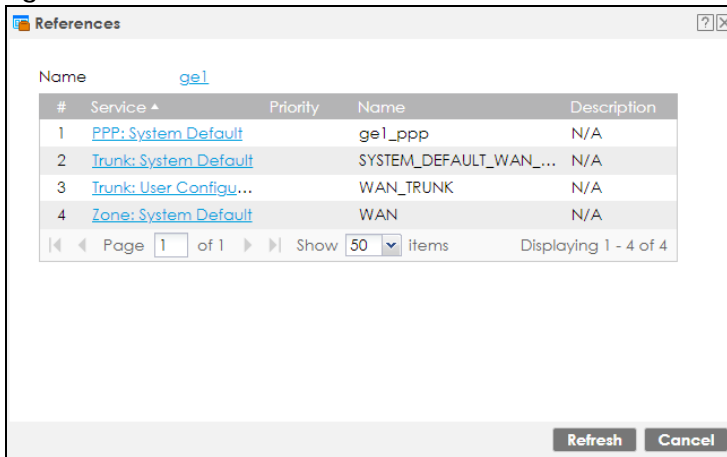 References
Name ge1
# Service Priority Name Description
1 PPP: System Default ge1_ppp N/A
2 Trunk: System Default SYSTEM_DEFAULT_WAN_... N/A
3 Trunk: User Configu... WAN_TRUNK N/A
4 Zone: System Default WAN N/A
Page 1 of 1 Show 50 items Displaying 1 - 4 of 4
Refresh Cancel